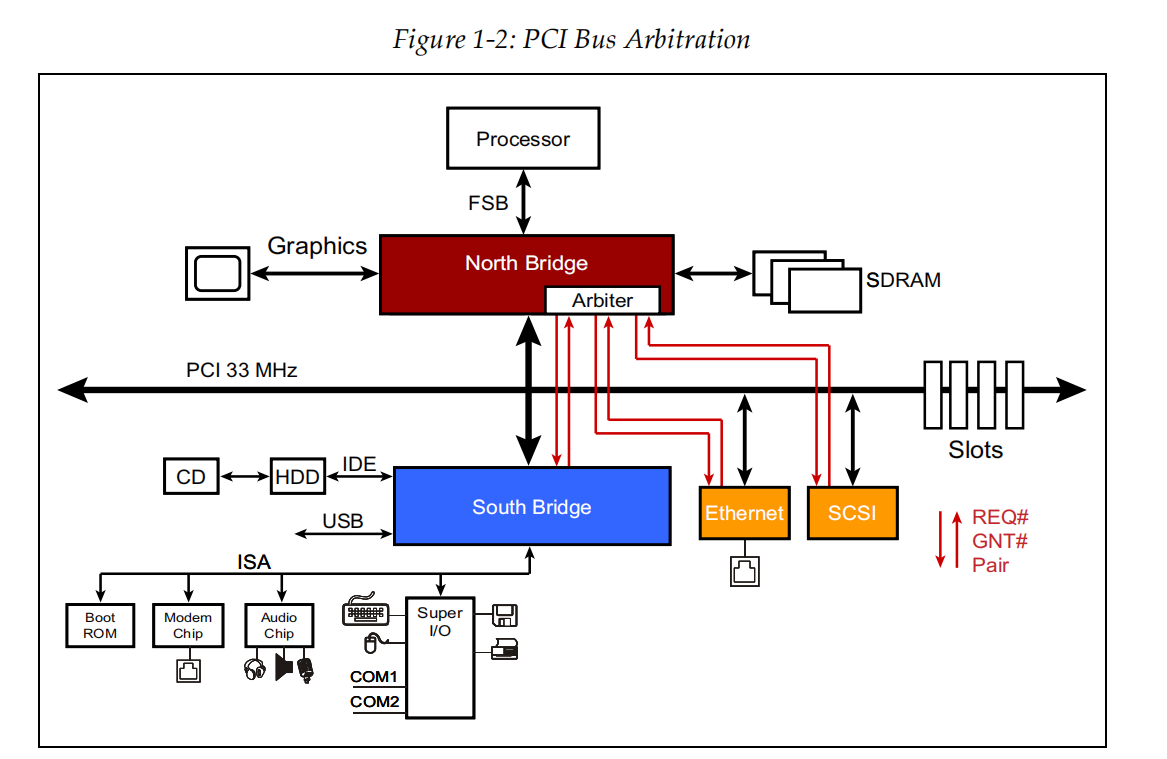 Figure 1-2: PCI Bus Arbitration
Processor
FSB
Graphics
North Bridge
Arbiter
SDRAM
PCI 33 MHz
Slots
CD
HDD
IDE
USB
South Bridge
Ethernet
SCSI
REQ#
GNT#
Pair
ISA
Boot
ROM
Modem
Chip
Audio
Chip
Super
I/O
COM1
COM2